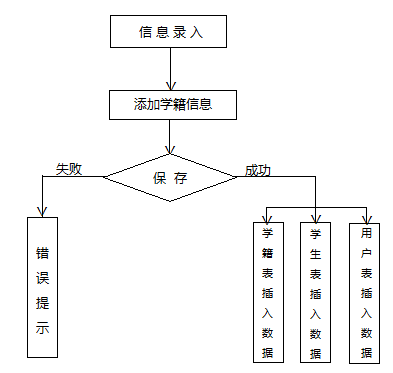 信息录入
添加学籍信息
保存
失败
成功
错误提示
学籍表插入数据
学生表插入数据
用户表插入数据